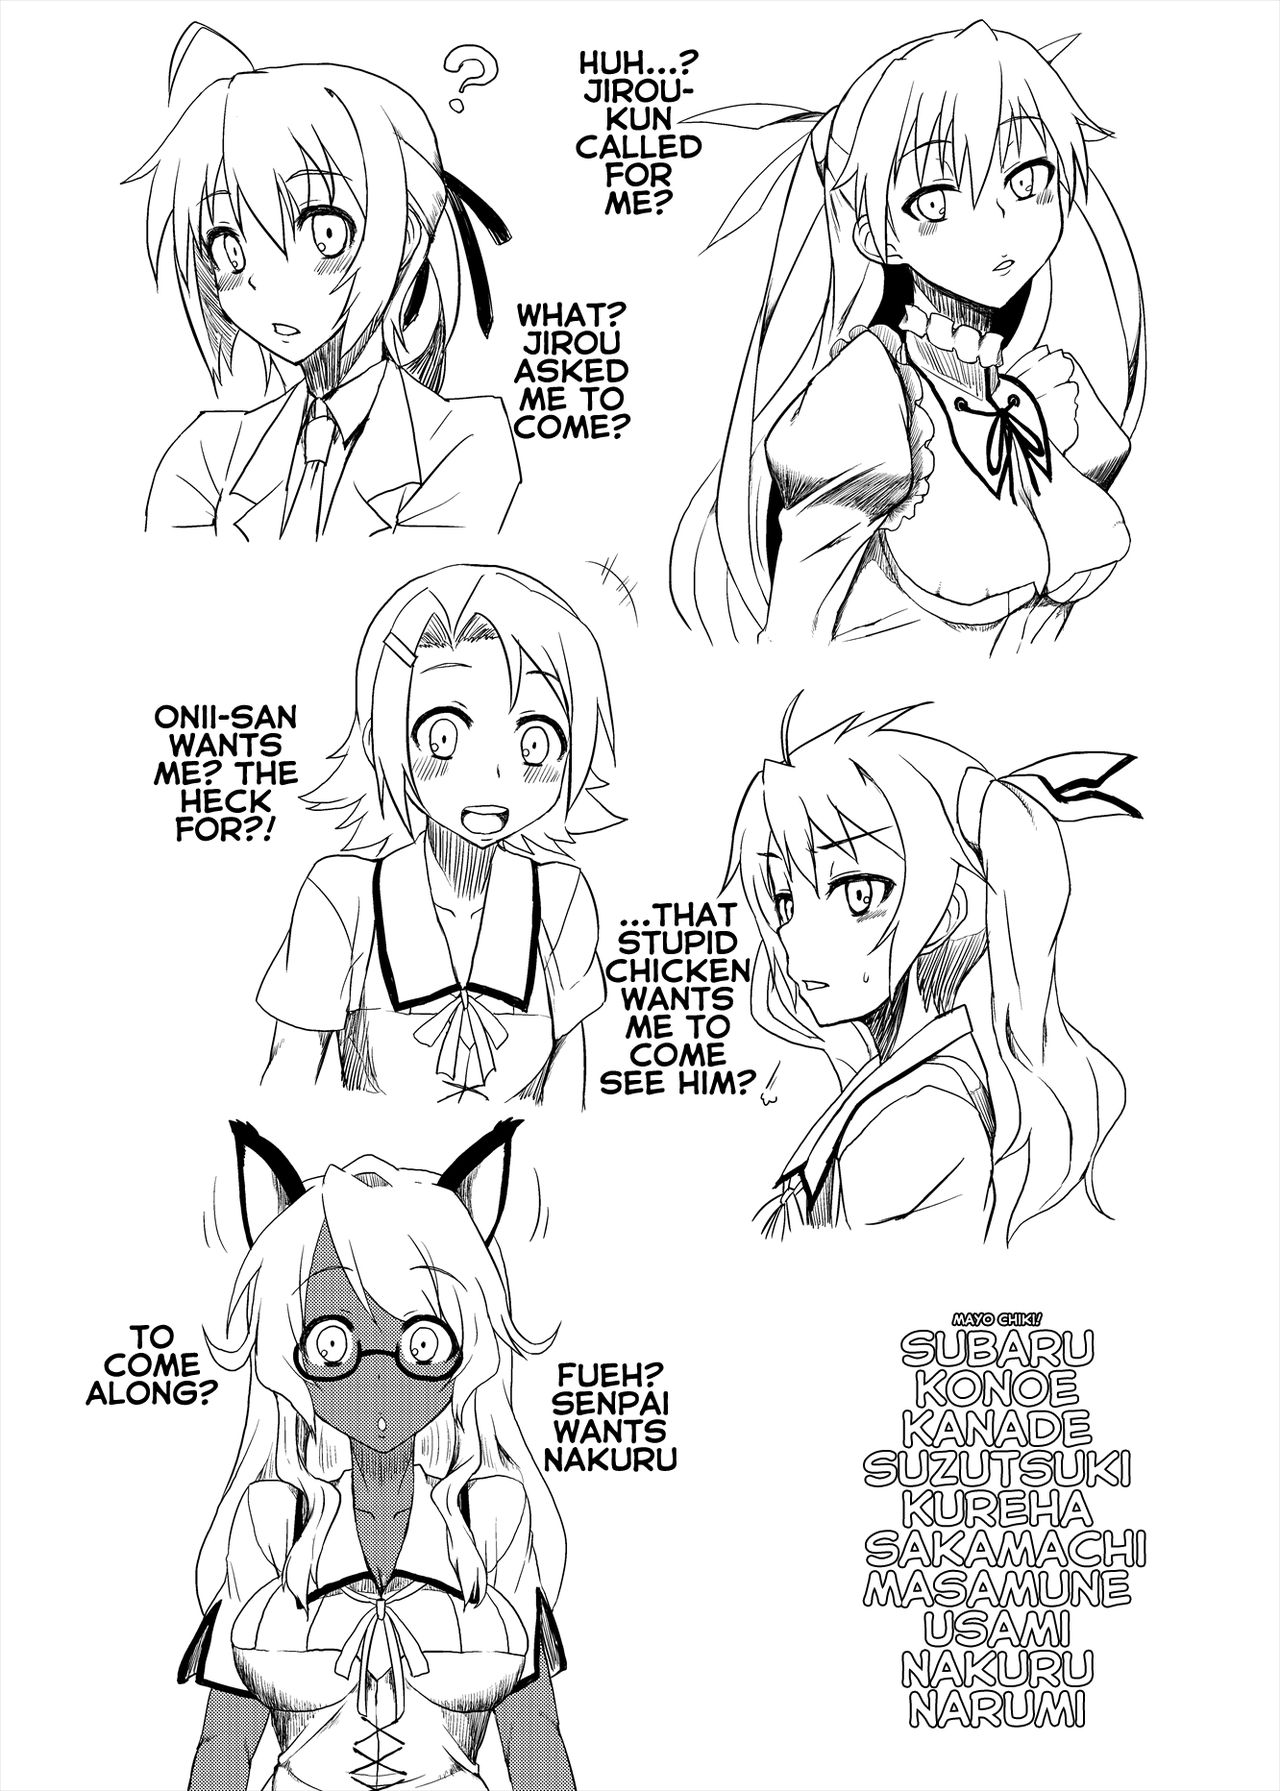 HUH...?
JIROU-
KUN
CALLED
FOR
ME?
WHAT?
JIROU
ASKED
ME TO
COME?
ONII-SAN
WANTS
ME? THE
HECK
FOR?!
...THAT
STUPID
CHICKEN
WANTS
ME TO
COME
SEE HIM?
FUEH?
SENPAI
WANTS
NAKURU
TO
COME
ALONG?
MAYO CHIKI!
SUBARU
KONOE
KANADE
SUZUTSUKI
KUREHA
SAKAMACHI
MASAMUNE
USAMI
NAKURU
NARUMI